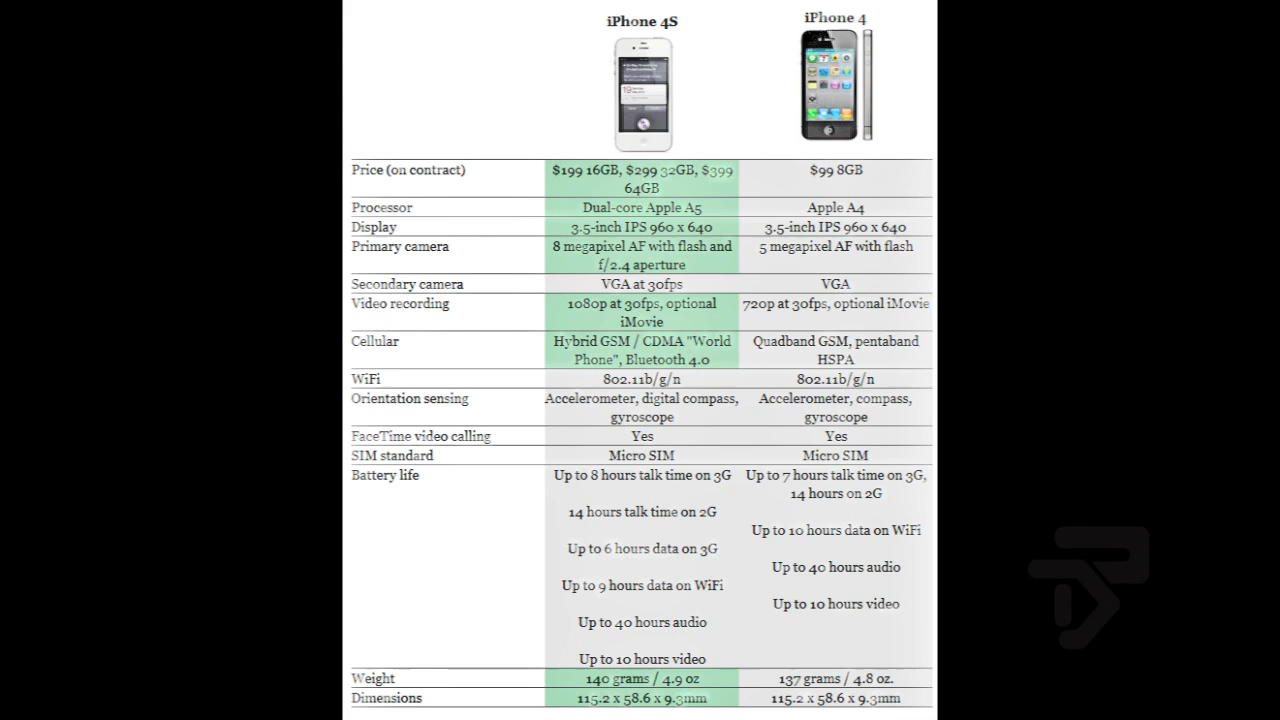 iPhone 4S iPhone 4
Price (on contract) $199 16GB, $299 32GB, $399 $99 8GB
64GB
Processor Dual-core Apple A5 Apple A4
Display 3.5-inch IPS 960 x 640 3.5-inch IPS 960 x 640
Primary camera 8 megapixel AF with flash and 5 megapixel AF with flash
f/2.4 aperture
Secondary camera VGA at 30fps VGA
Video recording 1080p at 30fps, optional 720p at 30fps, optional iMovie
iMovie
Cellular Hybrid GSM / CDMA "World Quadband GSM, pentaband
Phone", Bluetooth 4.0 HSPA
WiFi 802.11b/g/n 802.11b/g/n
Orientation sensing Accelerometer, digital compass, Accelerometer, compass,
gyroscope gyroscope
FaceTime video calling Yes Yes
SIM standard Micro SIM Micro SIM
Battery life Up to 8 hours talk time on 3G Up to 7 hours talk time on 3G,
14 hours on 2G
14 hours talk time on 2G
Up to 10 hours data on WiFi
Up to 6 hours data on 3G
Up to 40 hours audio
Up to 9 hours data on WiFi
Up to 10 hours video
Up to 40 hours audio
Up to 10 hours video
Weight 140 grams / 4.9 oz 137 grams / 4.8 oz.
Dimensions 115.2 x 58.6 x 9.3mm 115.2 x 58.6 x 9.3mm